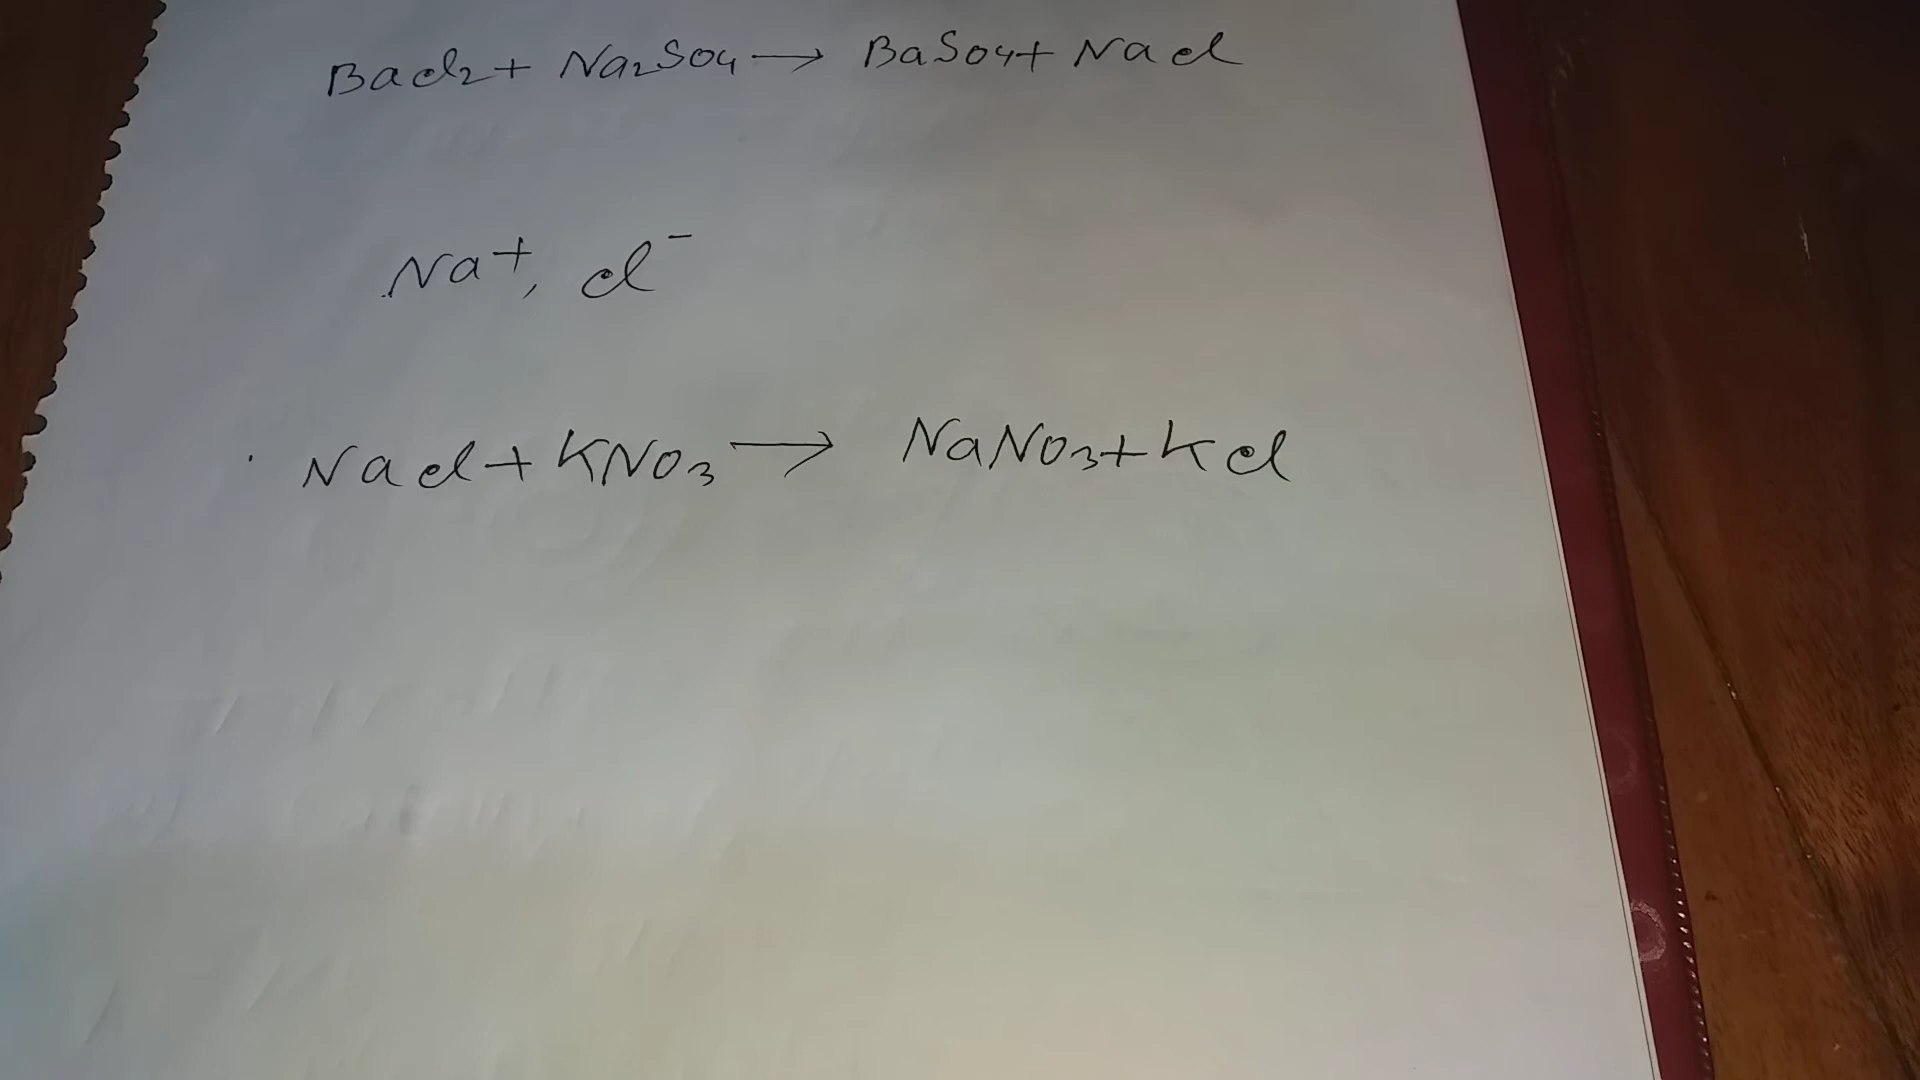 BaCl2 + Na2SO4 → BaSO4 + NaCl
Na+, Cl-
NaCl + KNO3 → NaNO3 + KCl